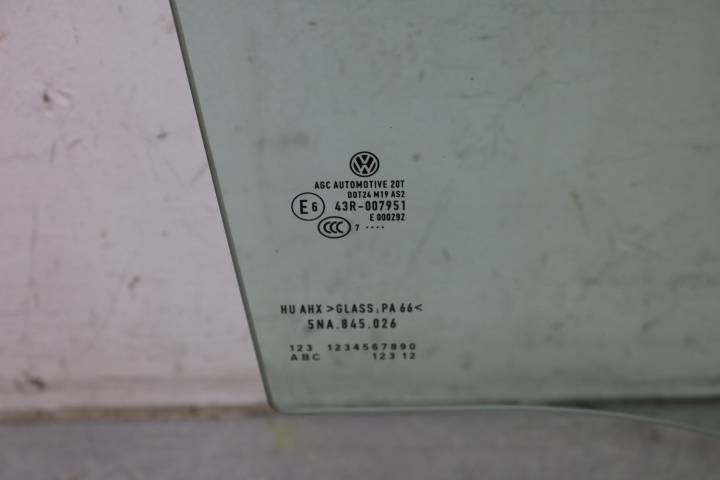 VW
AGC AUTOMOTIVE 20T
DOT24 M19 AS2
E6 43R-007951
E 000292
CCC 7 ....
HU AHX >GLASS, PA 66<
5NA.845.026
123 1234567890
ABC 123 12